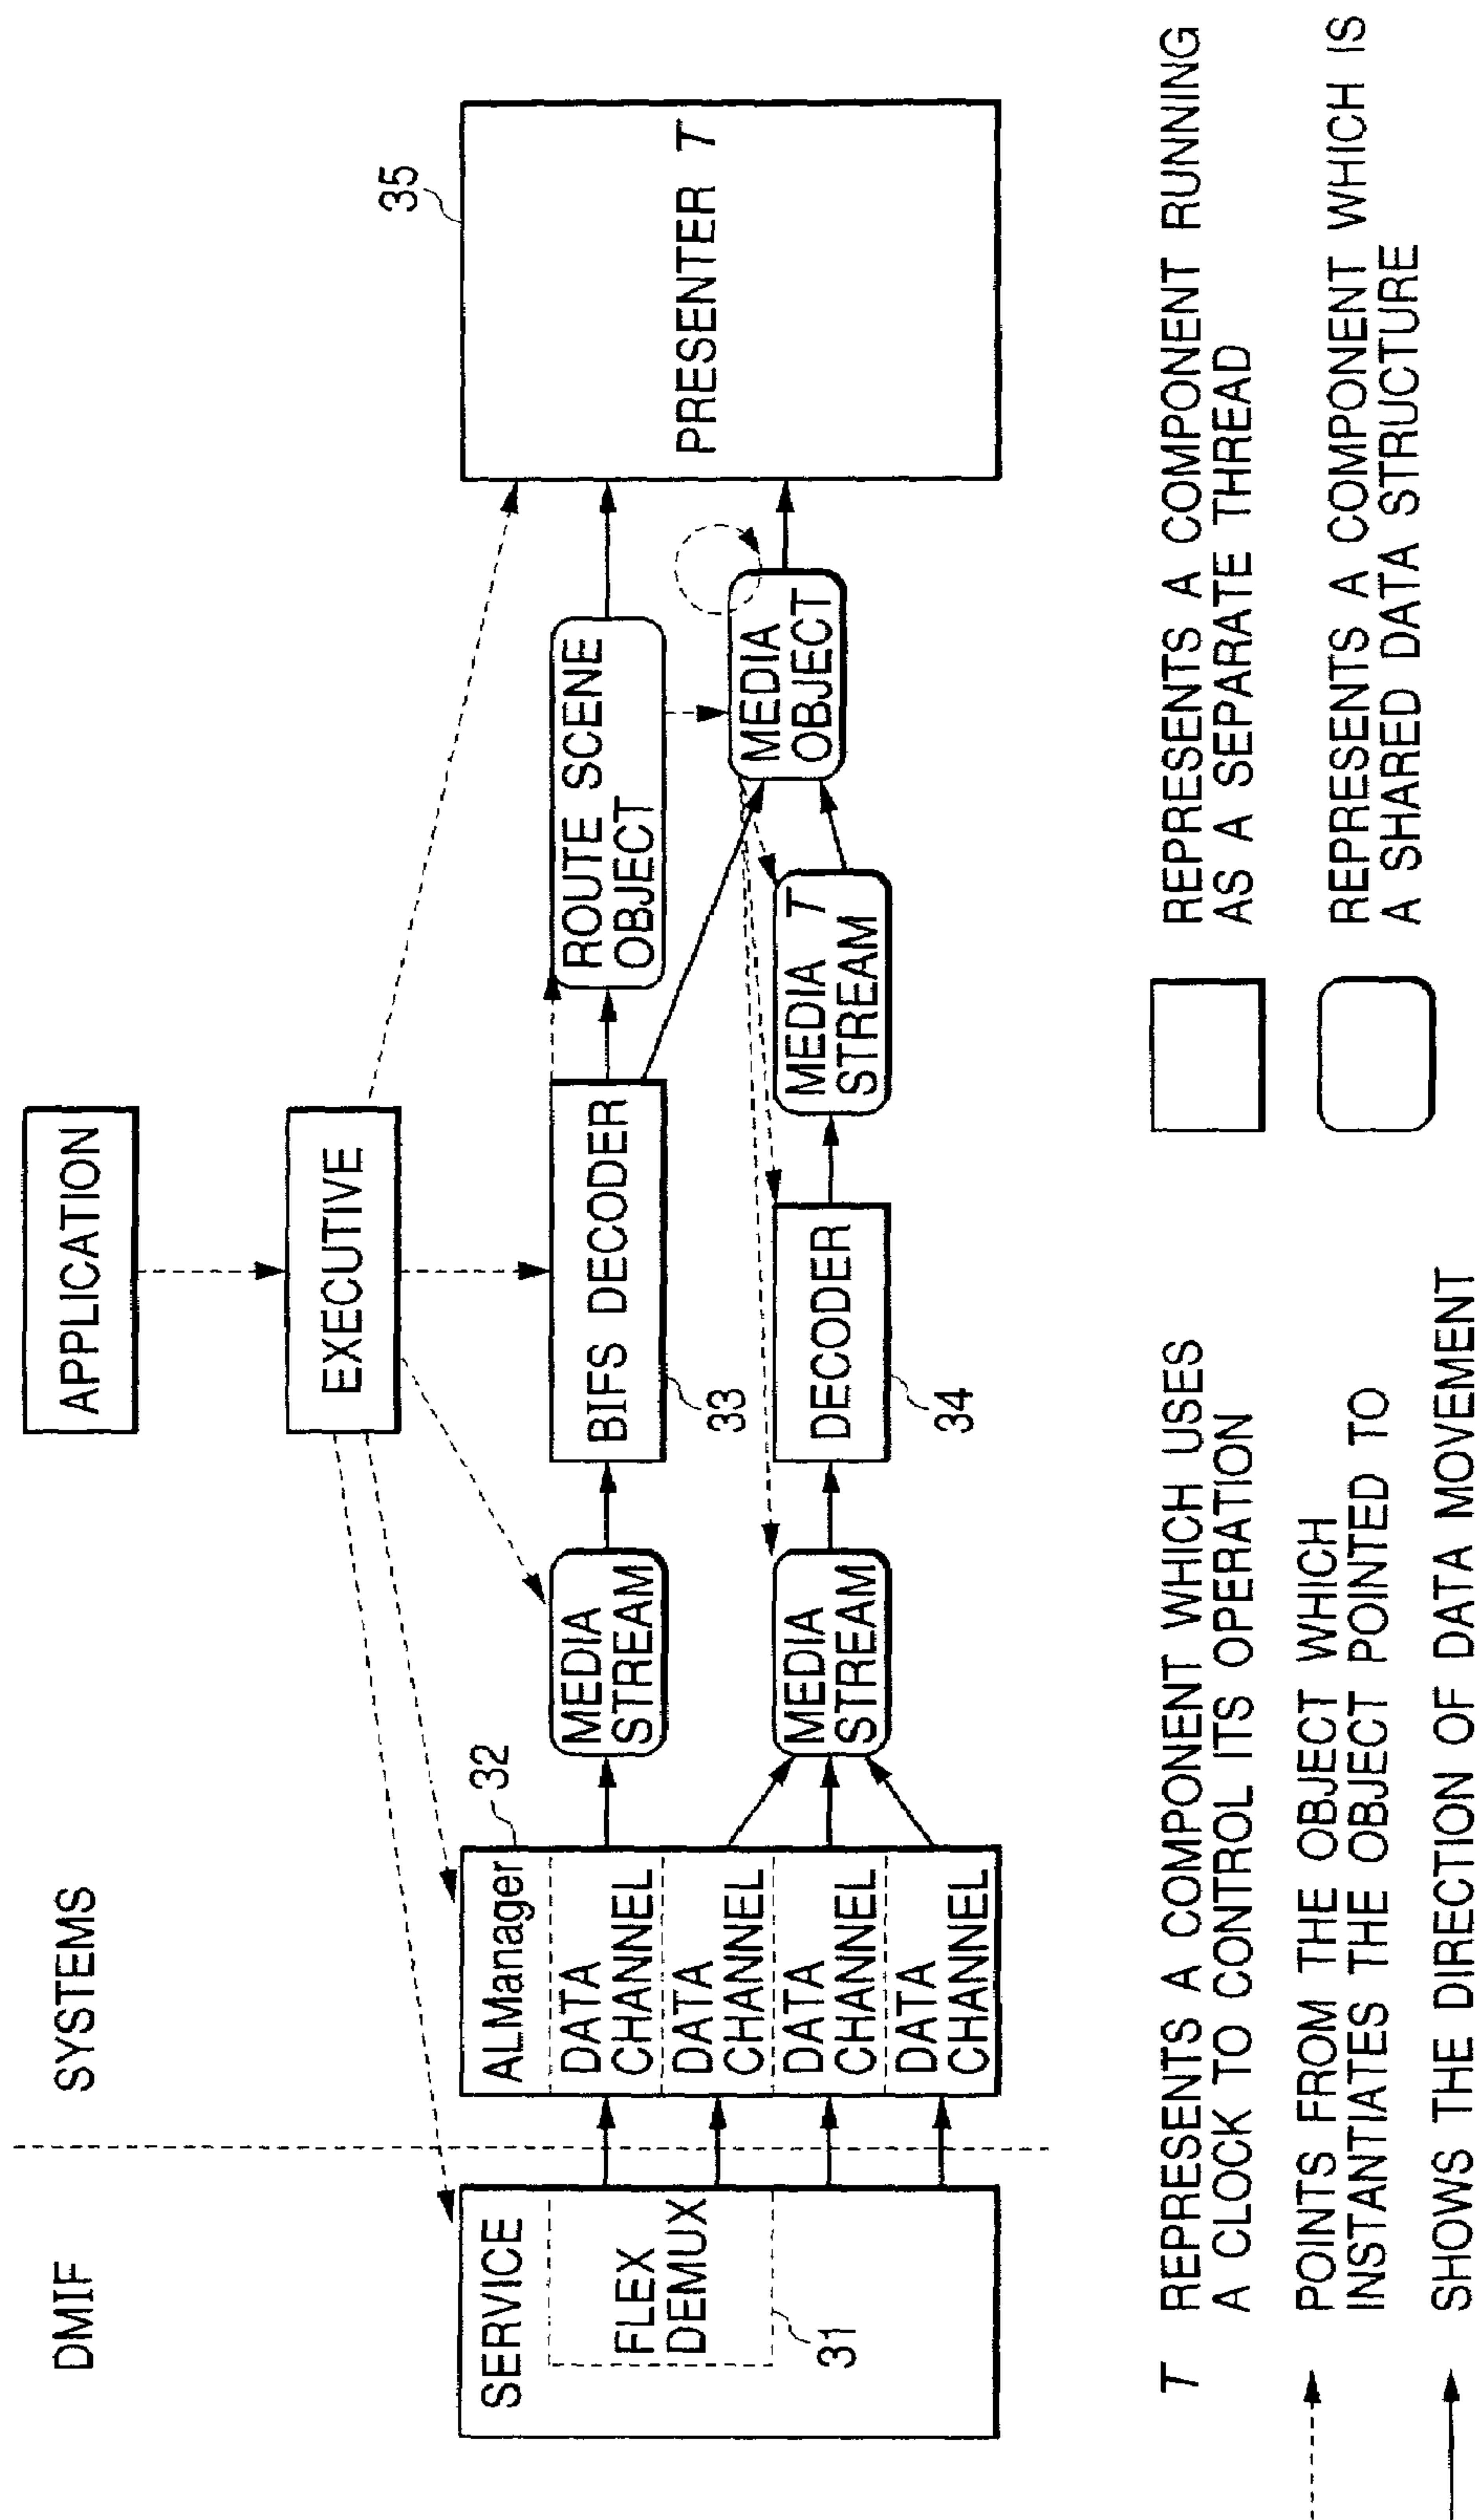 DMIF
SYSTEMS
APPLICATION
EXECUTIVE
35
PRESENTER T
SERVICE
FLEX
DEMUX
31
32
ALManager
DATA
CHANNEL
DATA
CHANNEL
DATA
CHANNEL
DATA
CHANNEL
MEDIA
STREAM
BIFS DECODER
33
ROUTE SCENE
OBJECT
MEDIA
STREAM
DECODER
34
MEDIA T
STREAM
MEDIA
OBJECT
T REPRESENTS A COMPONENT WHICH USES
A CLOCK TO CONTROL ITS OPERATION
POINTS FROM THE OBJECT WHICH
INSTANTIATES THE OBJECT POINTED TO
SHOWS THE DIRECTION OF DATA MOVEMENT
REPRESENTS A COMPONENT RUNNING
AS A SEPARATE THREAD
REPRESENTS A COMPONENT WHICH IS
A SHARED DATA STRUCTURE